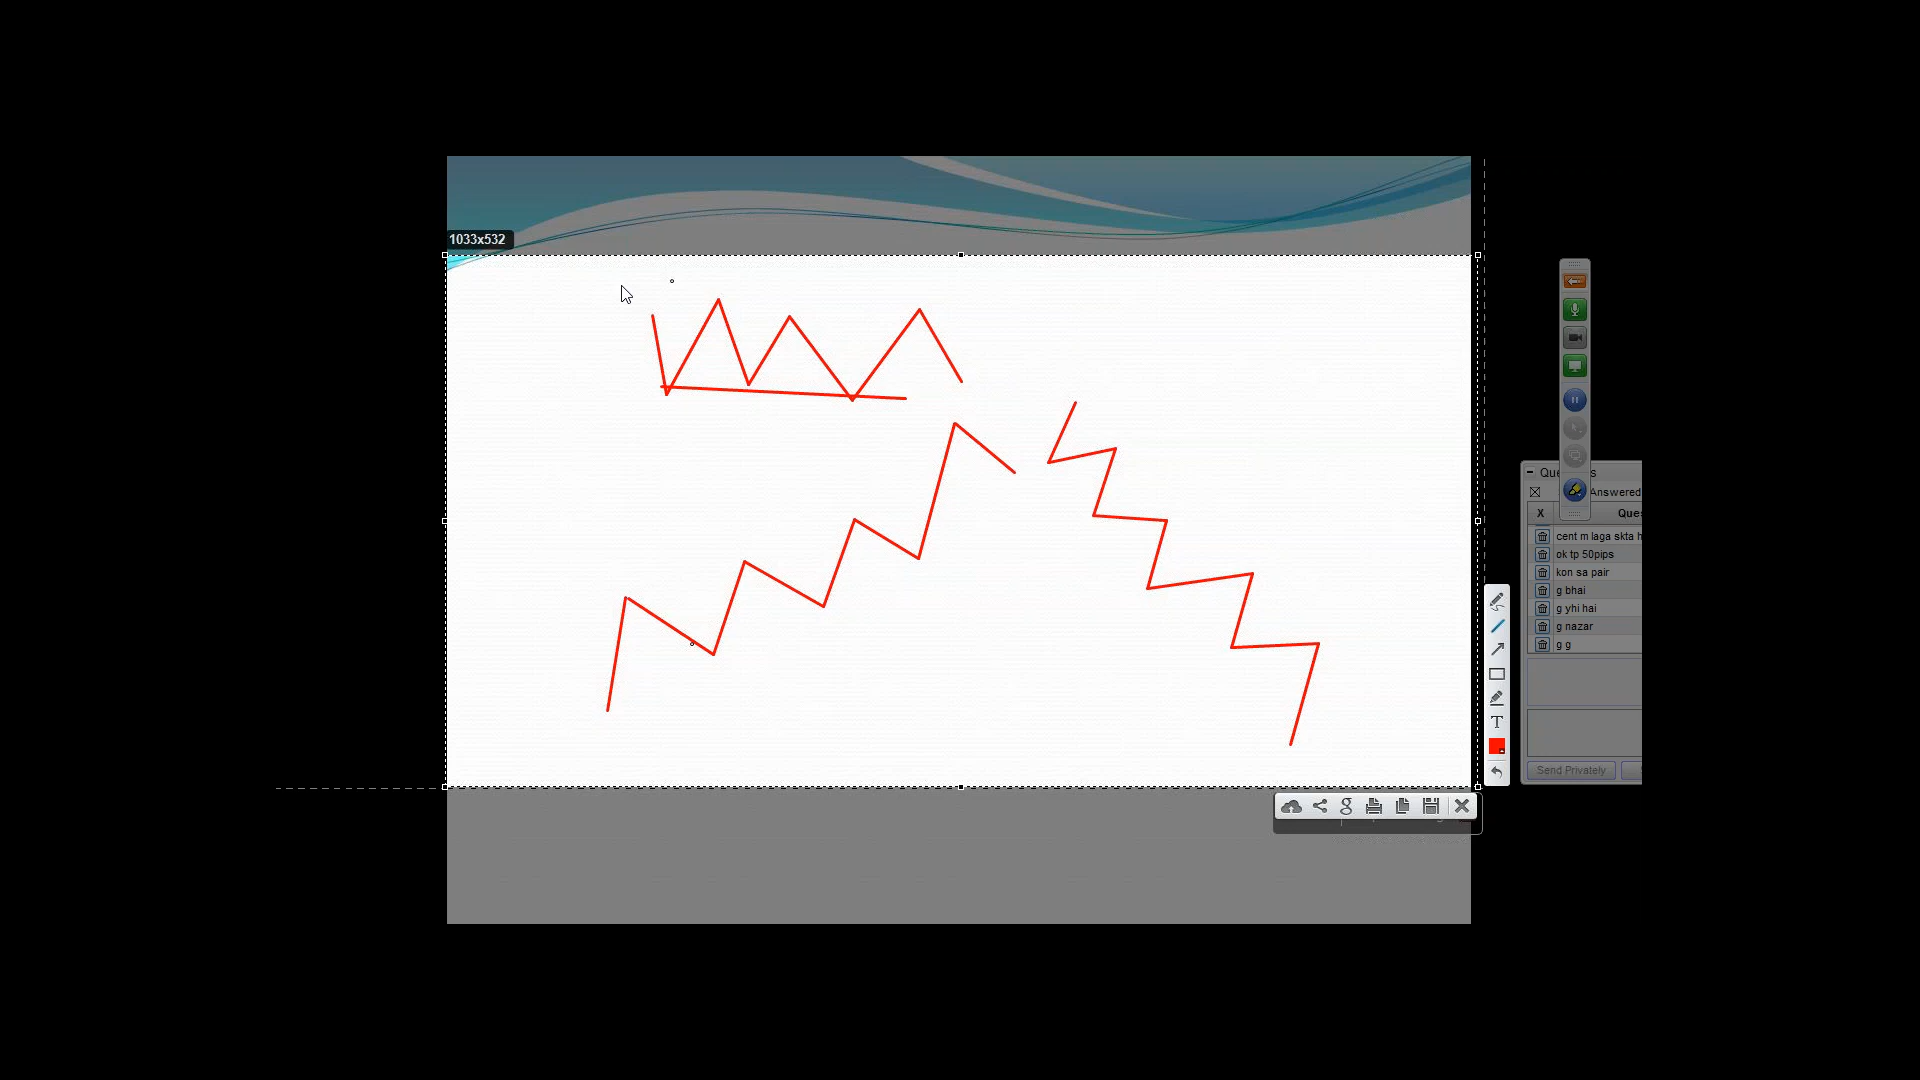 1033x532
Answered
X
cent m laga skta h
ok tp 50pips
kon sa pair
g bhai
g yhi hai
g nazar
g g
T
Send Privately